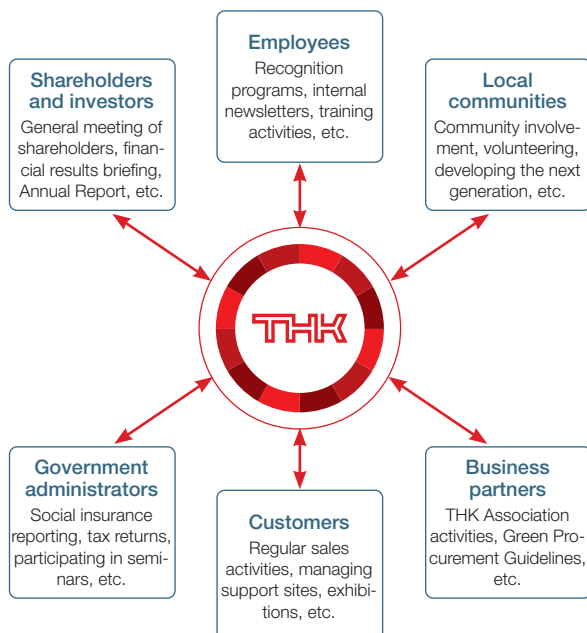 Employees
Recognition
programs, internal
newsletters, training
activities, etc.
Shareholders
and investors
General meeting of
shareholders, finan-
cial results briefing,
Annual Report, etc.
Local
communities
Community involve-
ment, volunteering,
developing the next
generation, etc.
THK
Government
administrators
Social insurance
reporting, tax returns,
participating in semi-
nars, etc.
Customers
Regular sales
activities, managing
support sites, exhibi-
tions, etc.
Business
partners
THK Association
activities, Green Pro-
curement Guidelines,
etc.